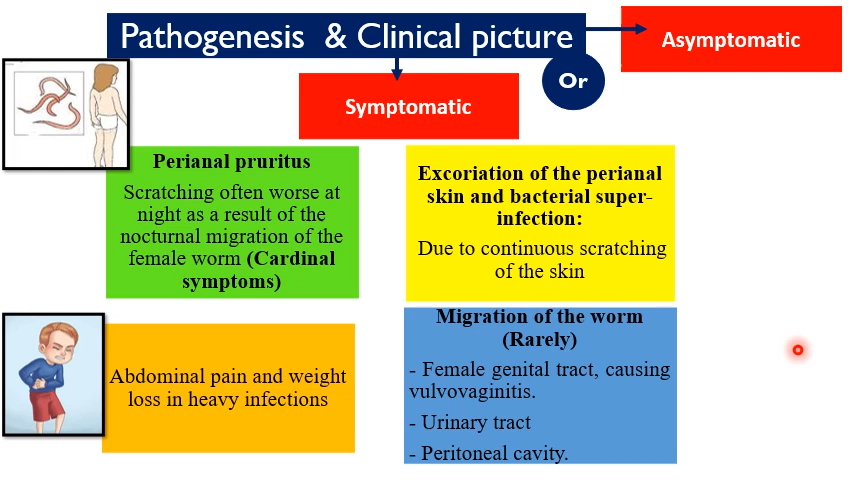 Pathogenesis & Clinical picture
Asymptomatic
Or
Symptomatic
Perianal pruritus
Scratching often worse at
night as a result of the
nocturnal migration of the
female worm (Cardinal
symptoms)
Excoriation of the perianal
skin and bacterial super-
infection:
Due to continuous scratching
of the skin
Abdominal pain and weight
loss in heavy infections
Migration of the worm
(Rarely)
- Female genital tract, causing
vulvovaginitis.
- Urinary tract
- Peritoneal cavity.